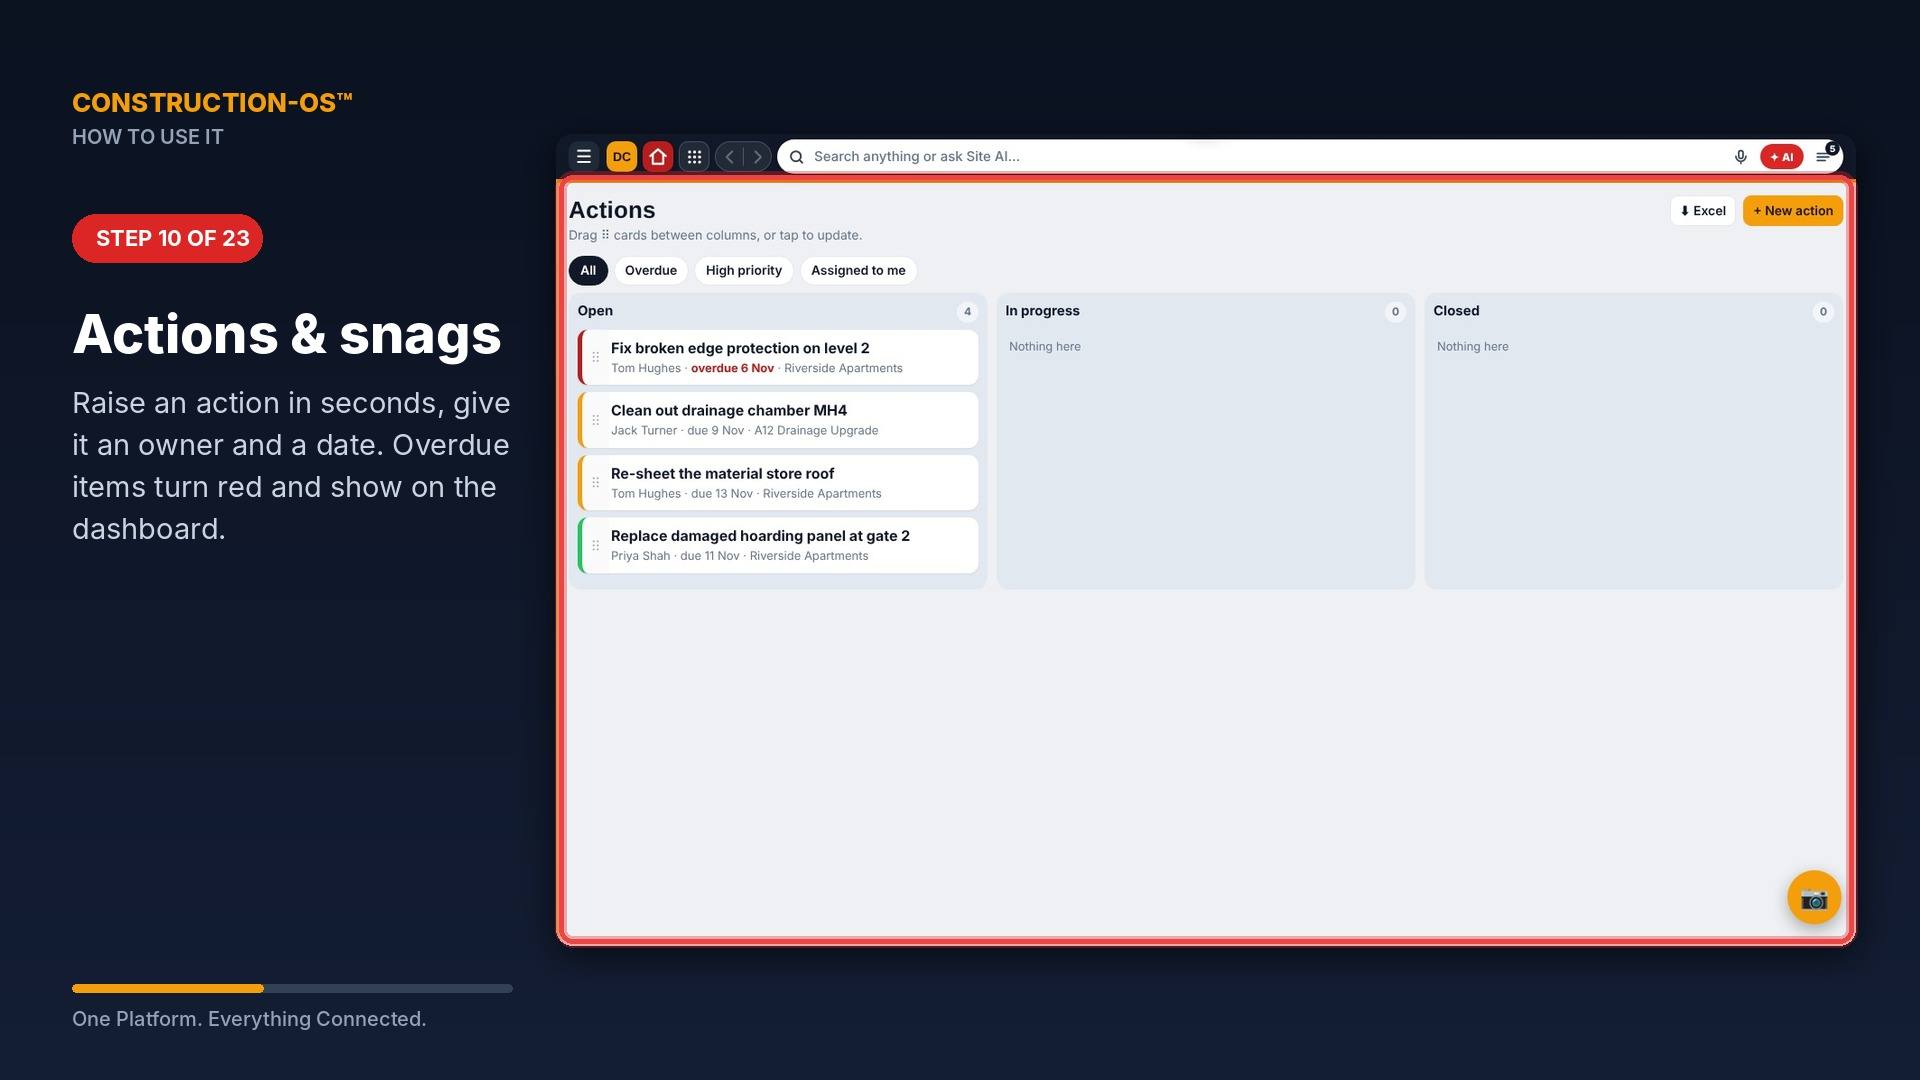 CONSTRUCTION-OS™
HOW TO USE IT
STEP 10 OF 23
Actions & snags
Raise an action in seconds, give
it an owner and a date. Overdue
items turn red and show on the
dashboard.
One Platform. Everything Connected.
DC
Search anything or ask Site AI...
✦ AI
5
Actions
Drag ⠿ cards between columns, or tap to update.
⬇ Excel
+ New action
All
Overdue
High priority
Assigned to me
Open
4
Fix broken edge protection on level 2
Tom Hughes · overdue 6 Nov · Riverside Apartments
Clean out drainage chamber MH4
Jack Turner · due 9 Nov · A12 Drainage Upgrade
Re-sheet the material store roof
Tom Hughes · due 13 Nov · Riverside Apartments
Replace damaged hoarding panel at gate 2
Priya Shah · due 11 Nov · Riverside Apartments
In progress
0
Nothing here
Closed
0
Nothing here